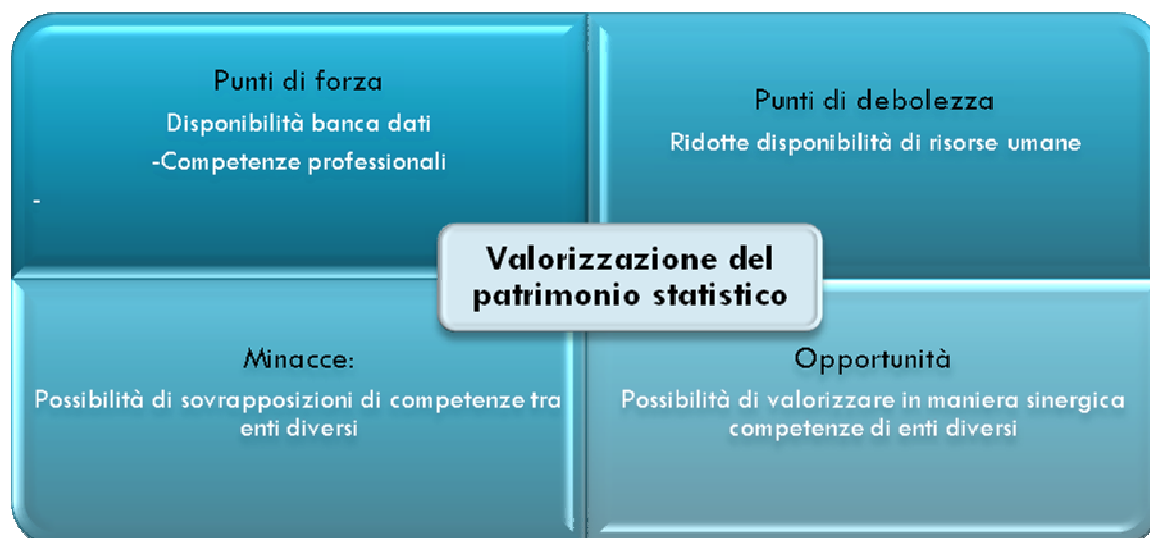 Punti di forza
Disponibilità banca dati
-Competenze professionali
-
Punti di debolezza
Ridotte disponibilità di risorse umane
Valorizzazione del
patrimonio statistico
Minacce:
Possibilità di sovrapposizioni di competenze tra
enti diversi
Opportunità
Possibilità di valorizzare in maniera sinergica
competenze di enti diversi